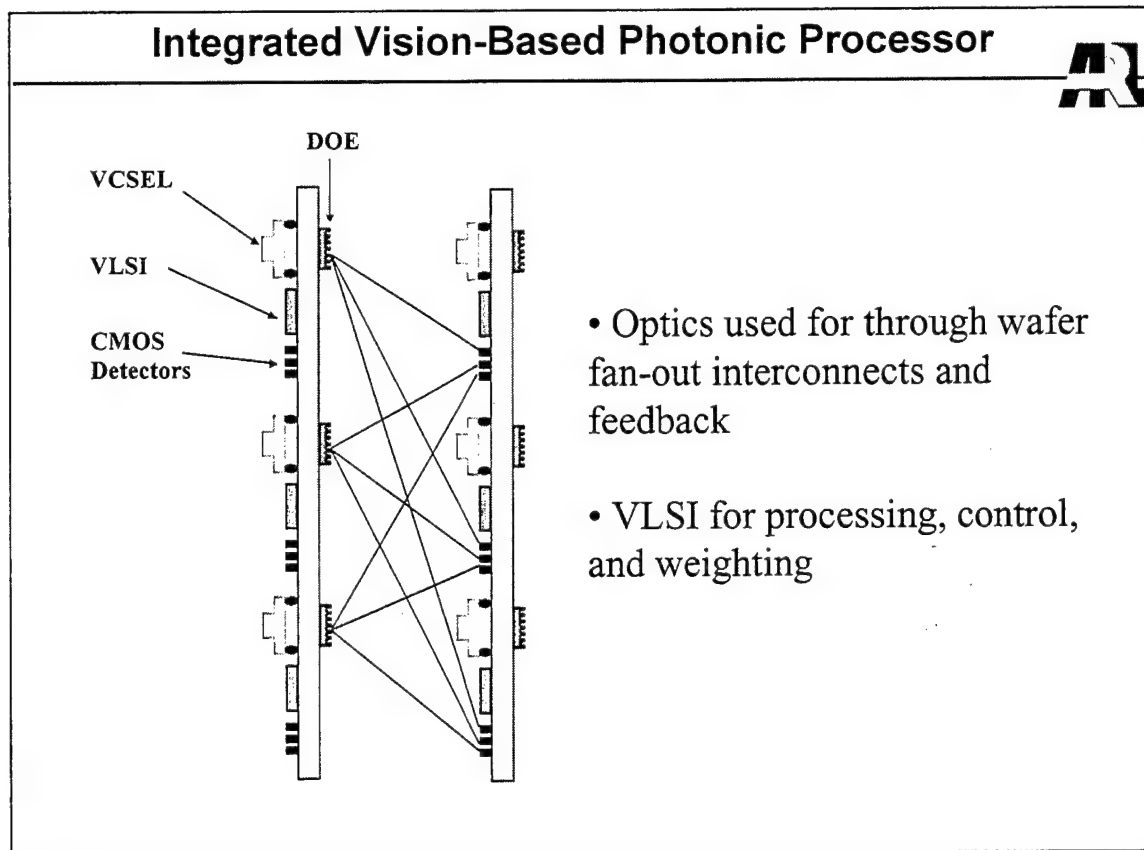 Integrated Vision-Based Photonic Processor
ARL
DOE
VCSEL
VLSI
CMOS
Detectors
• Optics used for through wafer
fan-out interconnects and
feedback
• VLSI for processing, control,
and weighting